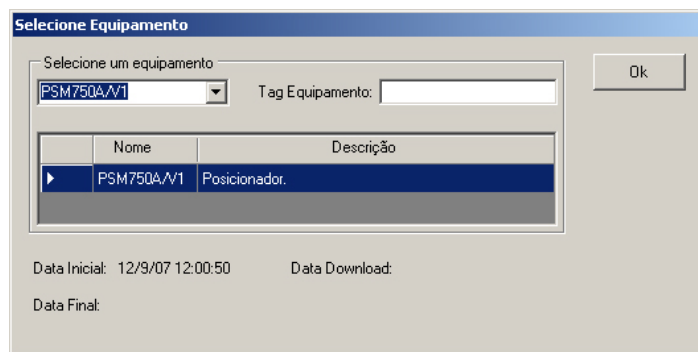 Selecione Equipamento
Selecione um equipamento
Ok
PSM750A/V1 Tag Equipamento:
Nome Descrição
PSM750A/V1 Posicionador.
Data Inicial: 12/9/07 12:00:50 Data Download:
Data Final: